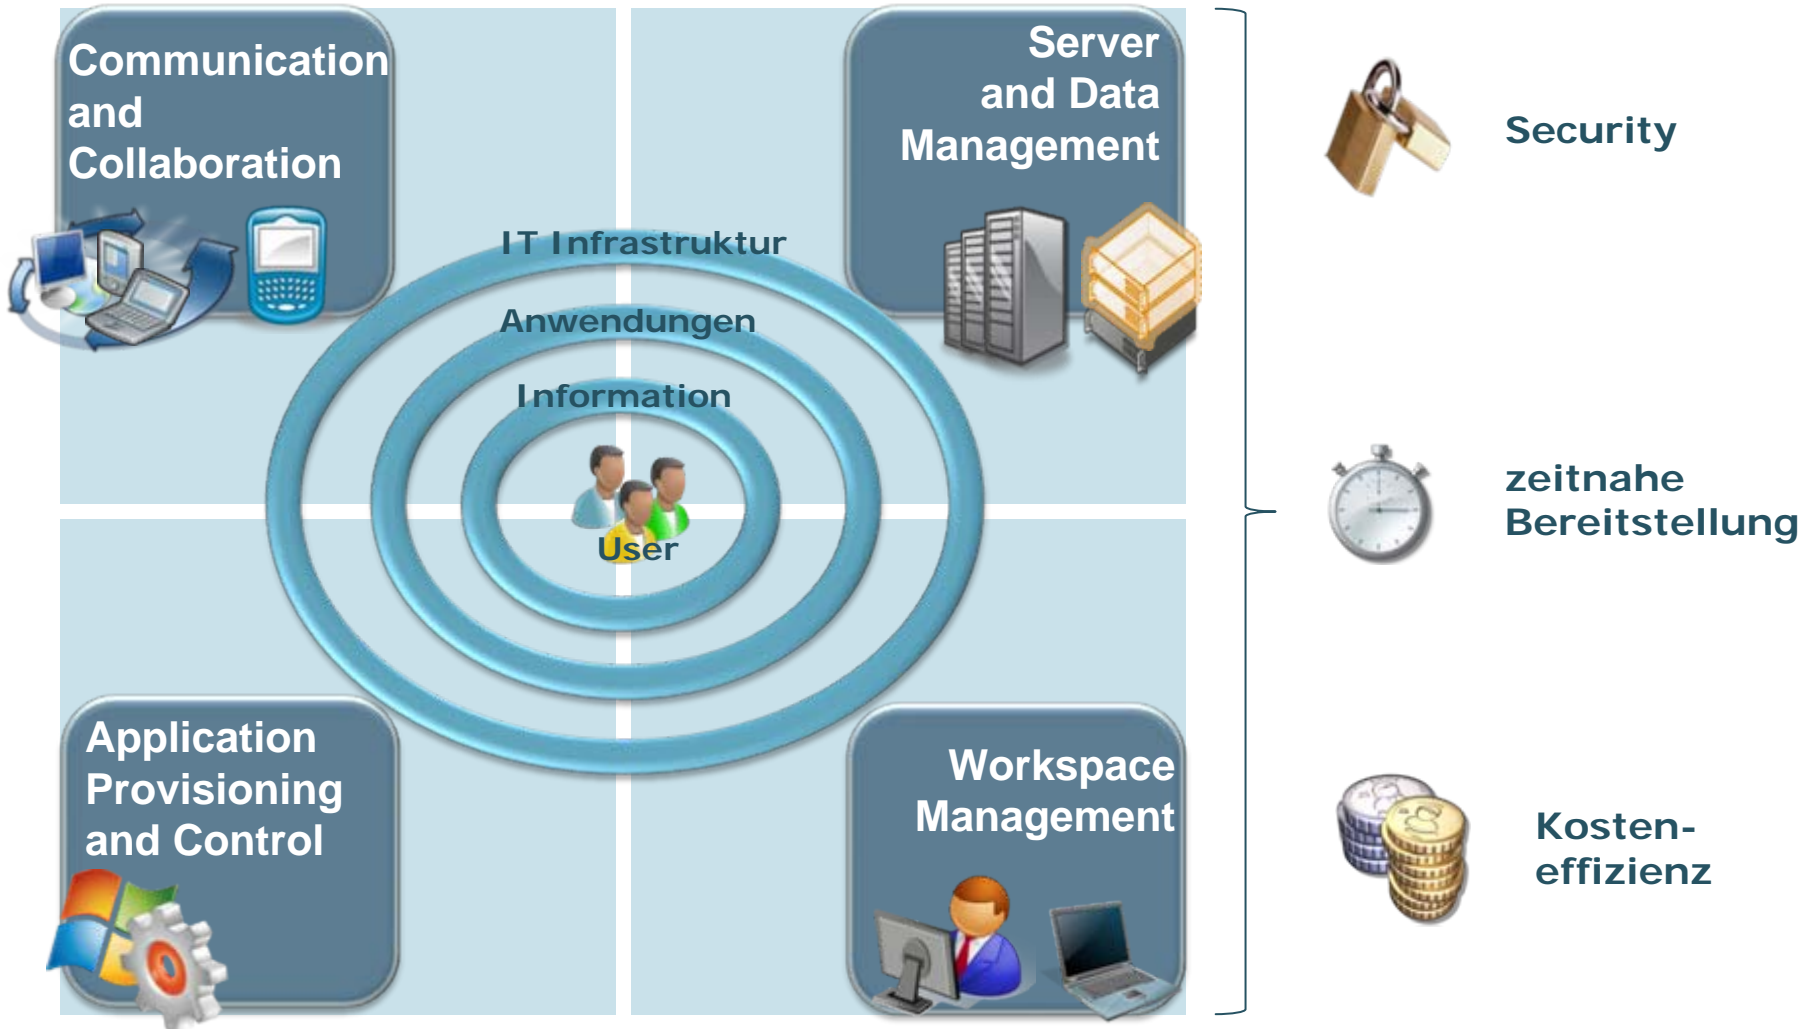 Communication
and
Collaboration
Server
and Data
Management
IT Infrastruktur
Anwendungen
Information
User
Application
Provisioning
and Control
Workspace
Management
Security
zeitnahe
Bereitstellung
Kosten-
effizienz